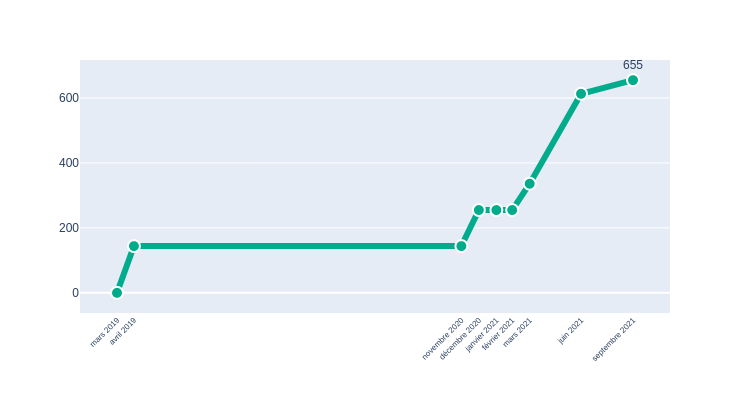 655
600
400
200
0
mars 2019
avril 2019
novembre 2020
décembre 2020
janvier 2021
février 2021
mars 2021
juin 2021
septembre 2021